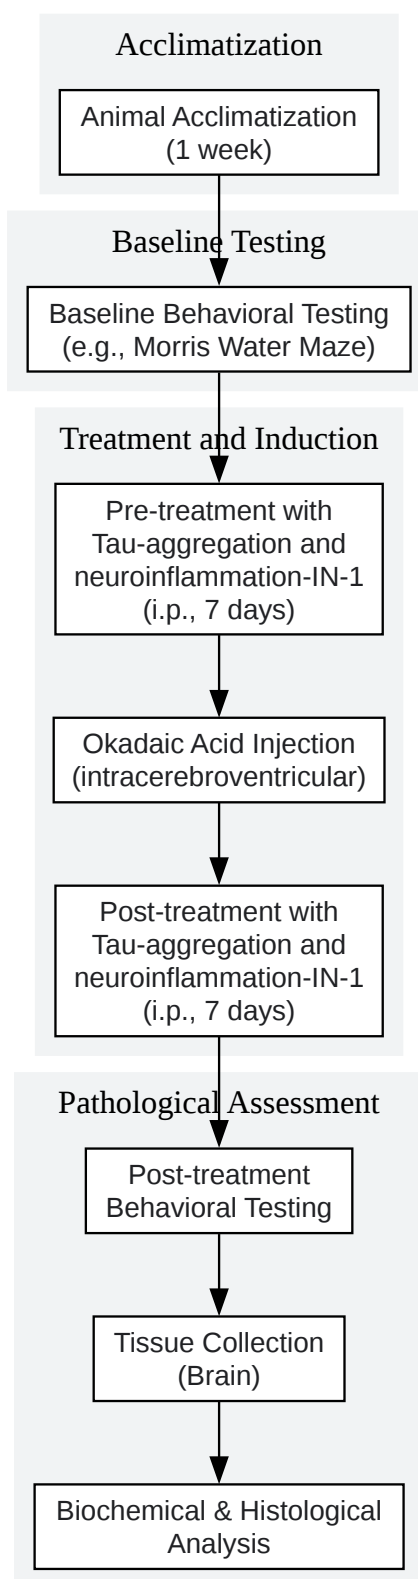 Acclimatization
Animal Acclimatization
(1 week)
Baseline Testing
Baseline Behavioral Testing
(e.g., Morris Water Maze)
Treatment and Induction
Pre-treatment with
Tau-aggregation and
neuroinflammation-IN-1
(i.p., 7 days)
Okadaic Acid Injection
(intracerebroventricular)
Post-treatment with
Tau-aggregation and
neuroinflammation-IN-1
(i.p., 7 days)
Pathological Assessment
Post-treatment
Behavioral Testing
Tissue Collection
(Brain)
Biochemical & Histological
Analysis